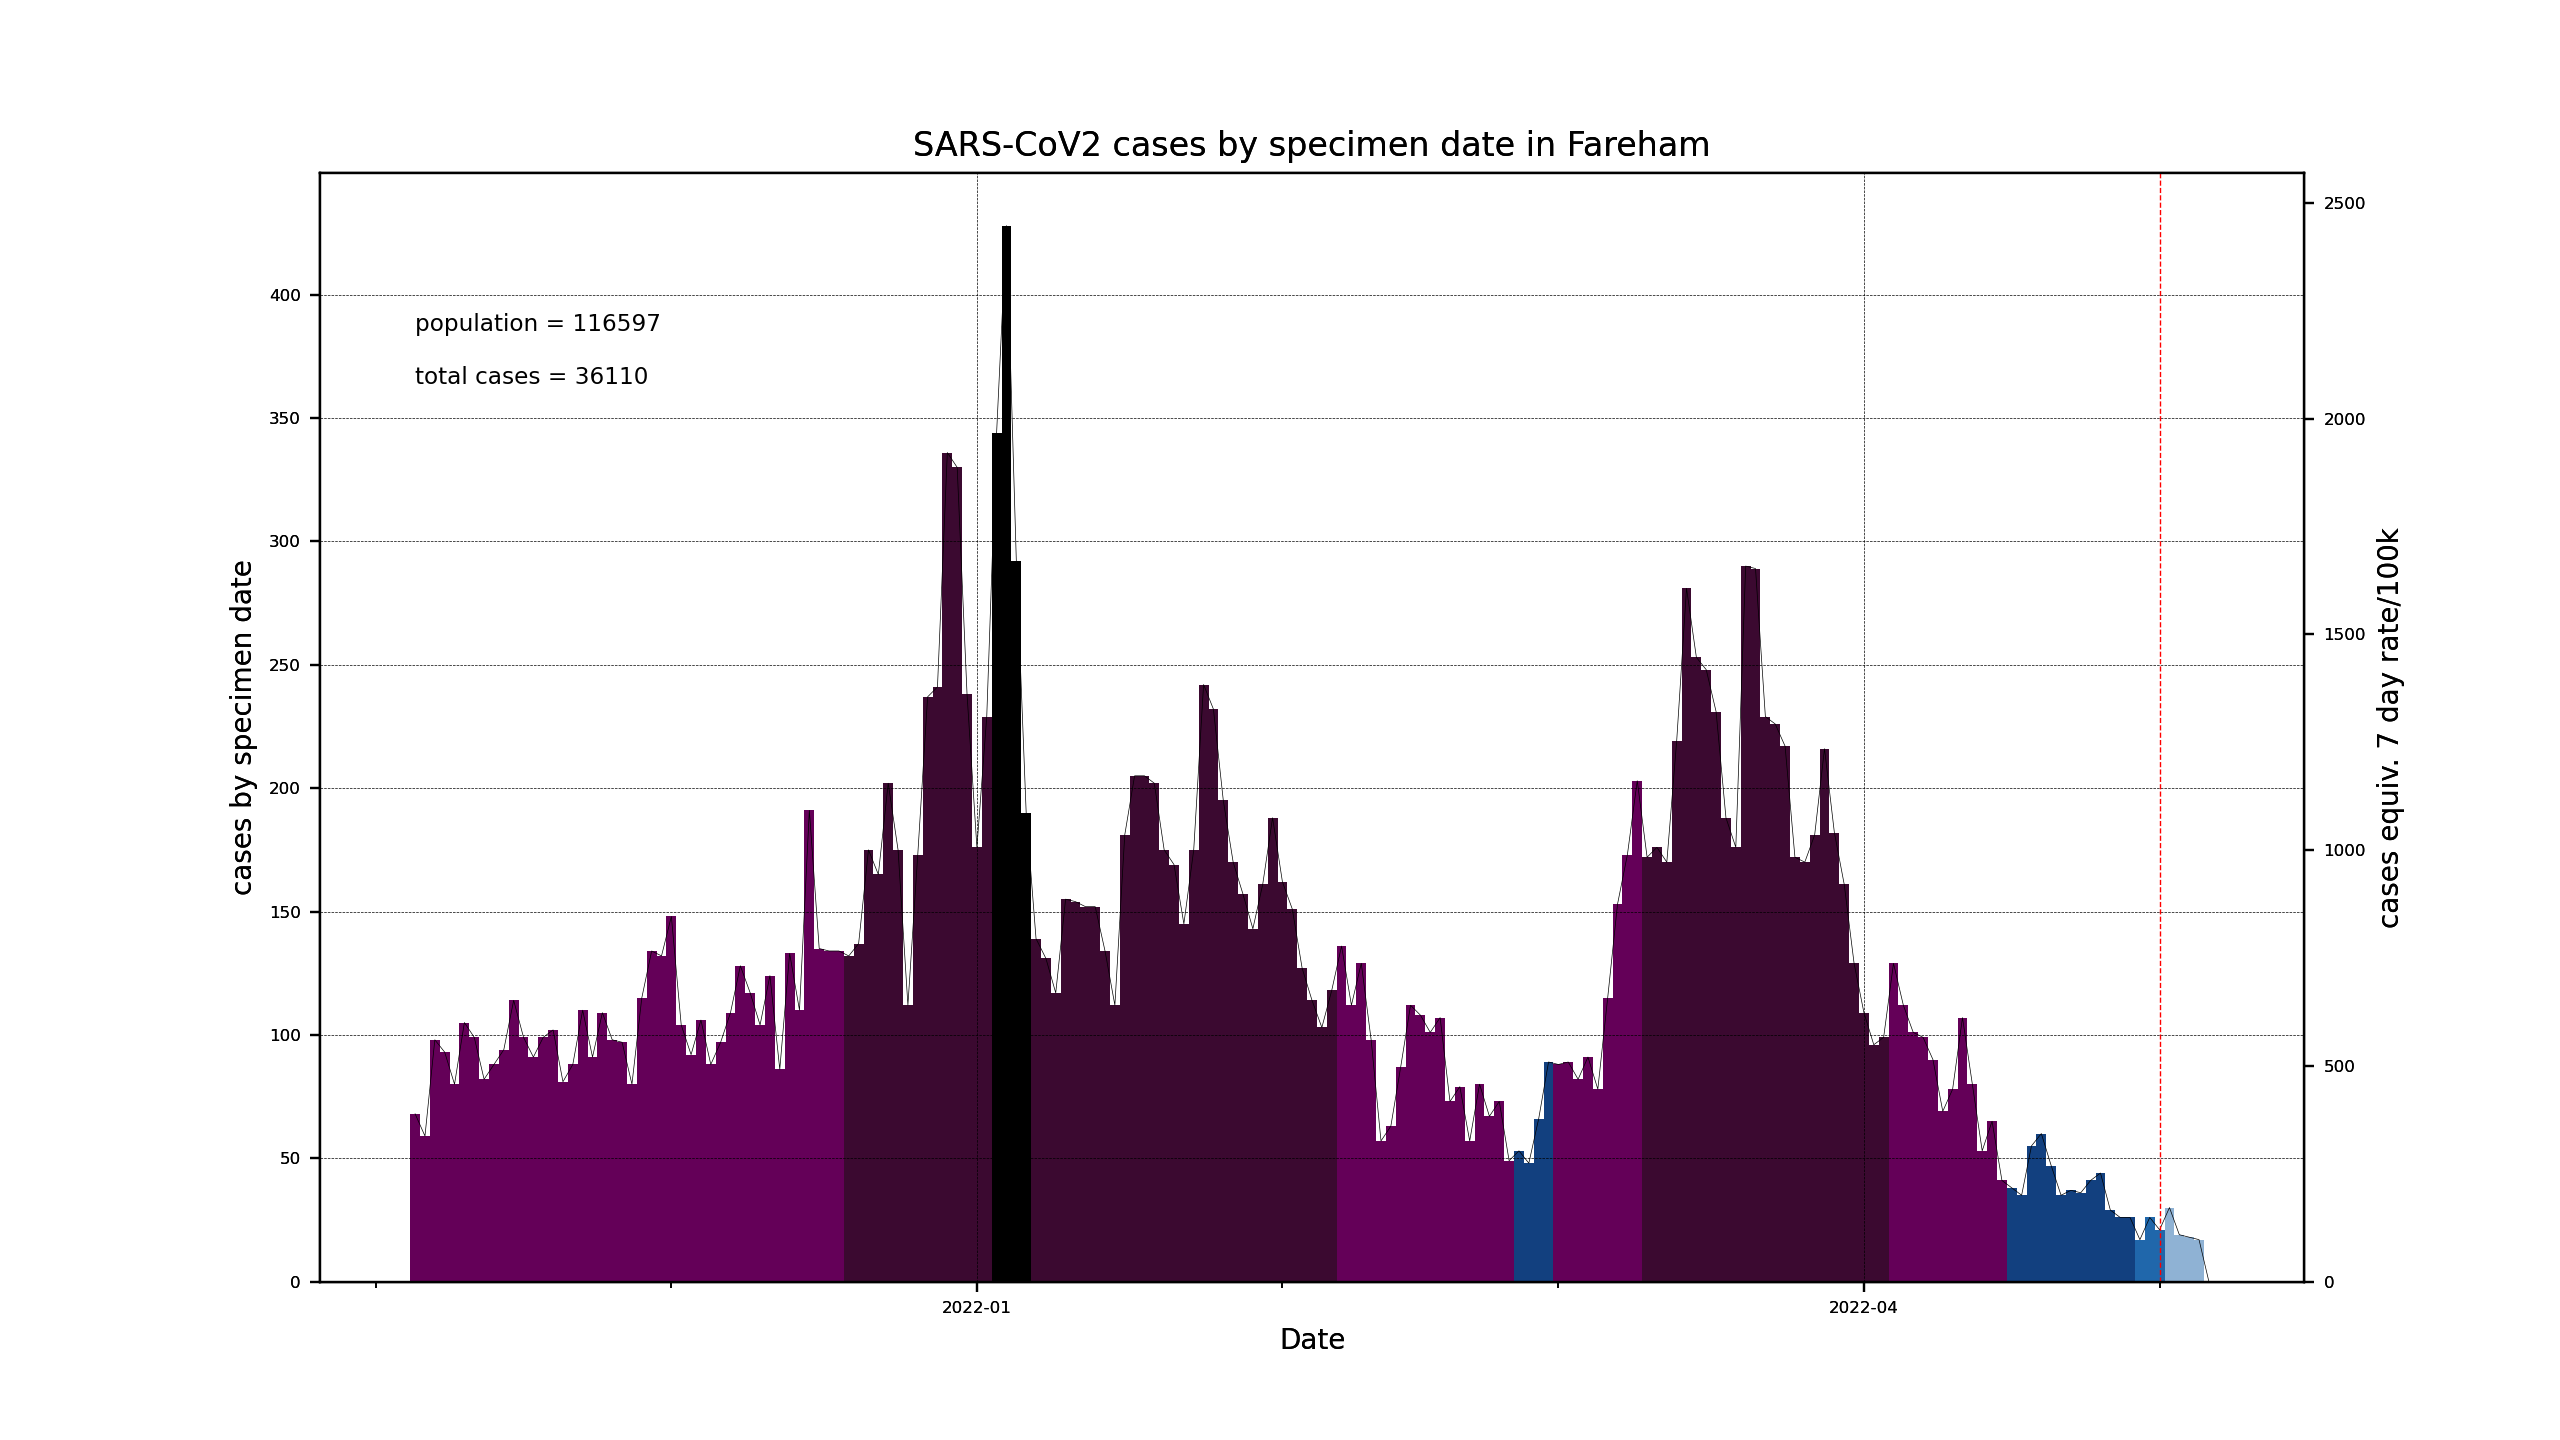 SARS-CoV2 cases by specimen date in Fareham
population = 116597
total cases = 36110
cases by specimen date
400
350
300
250
200
150
100
50
0
2500
2000
1500
1000
500
0
cases equiv. 7 day rate/100k
2022-01
2022-04
Date